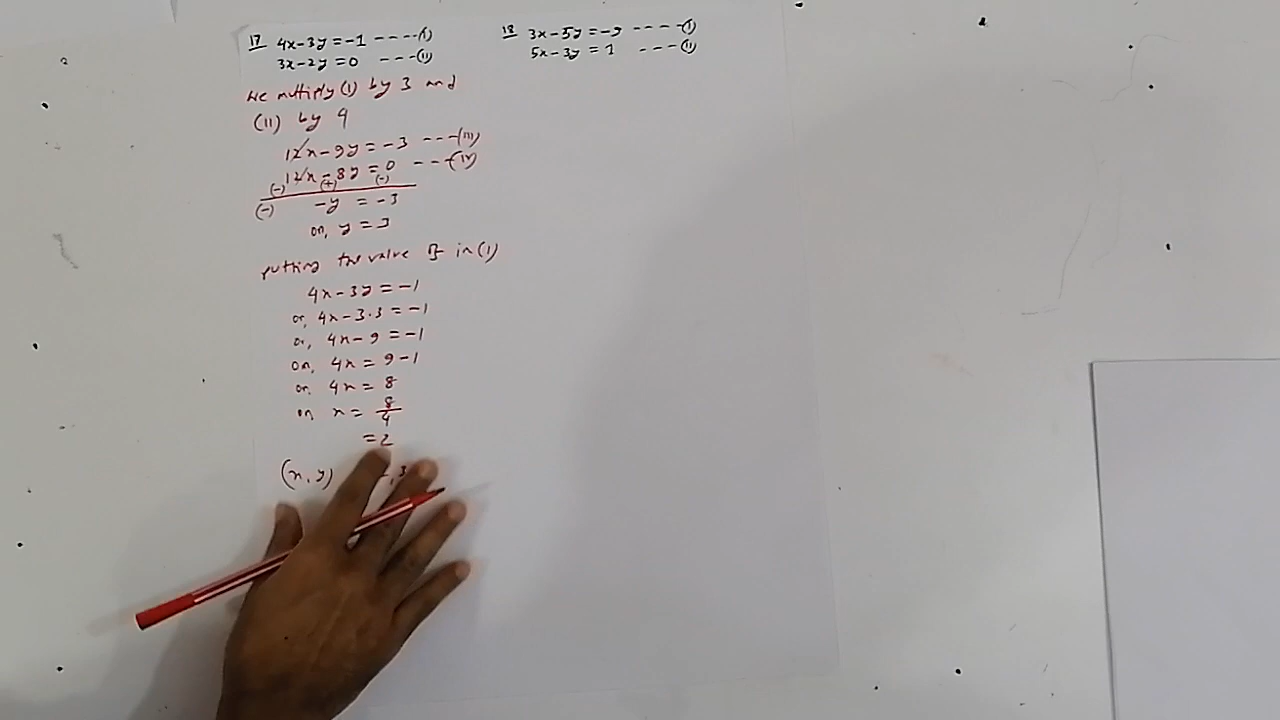 17 4x-3y=-1 ----(I)
3x-2y=0 ---(II)
We multiply (I) by 3 and
(II) by 4
12x-9y=-3 ---(III)
12x-8y=0 ---(IV)
(-) (+) (-)
(-) -y = -3
or, y = 3
putting the value of in (I)
4x-3y=-1
or, 4x-3.3=-1
or, 4x-9=-1
or, 4x=9-1
or, 4x=8
or x= 8/4
=2
(x,y) ,3
18 3x-5y=-9 ----(I)
5x-3y=1 ---(II)